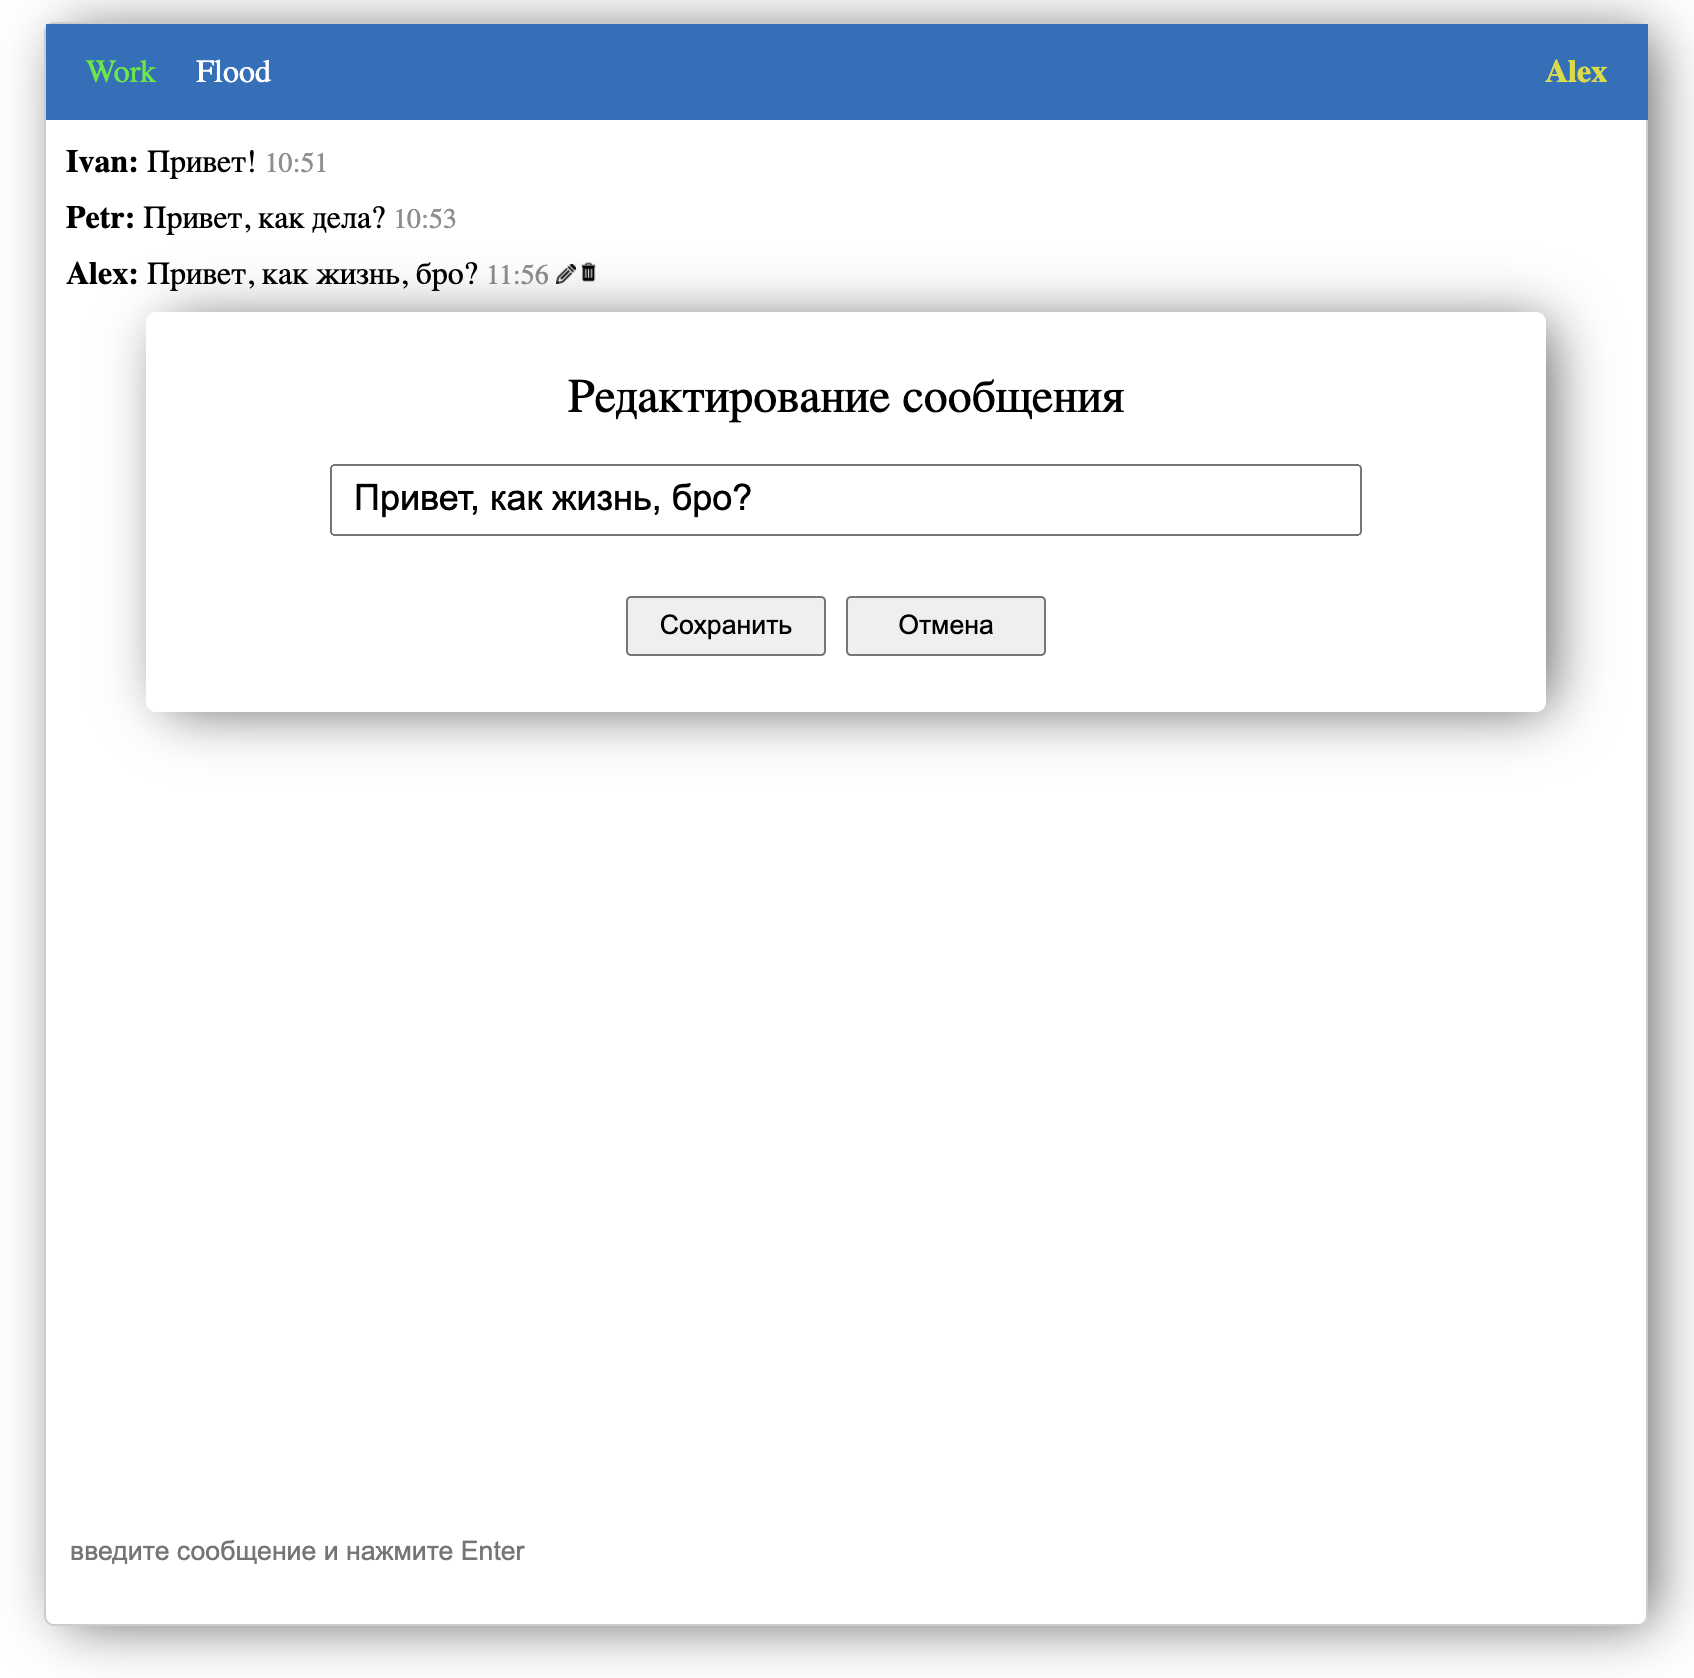 Work Flood Alex
Ivan: Привет! 10:51
Petr: Привет, как дела? 10:53
Alex: Привет, как жизнь, бро? 11:56
Редактирование сообщения
Привет, как жизнь, бро?
Сохранить Отмена
введите сообщение и нажмите Enter